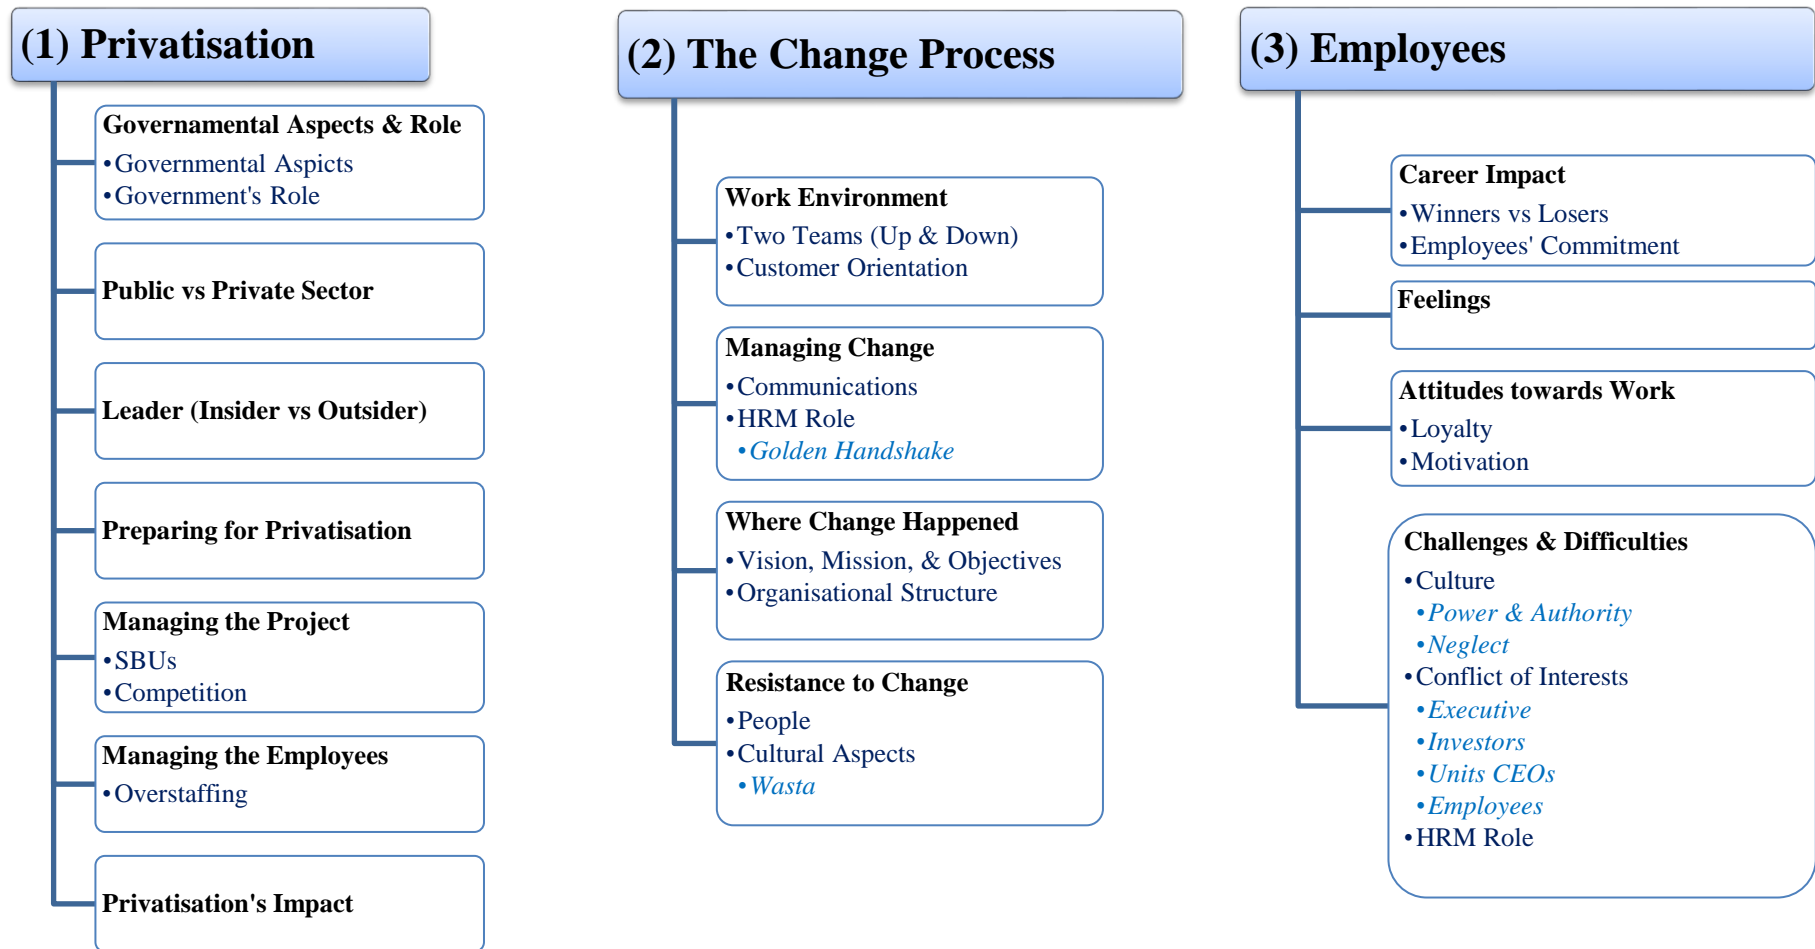 (1) Privatisation
Governamental Aspects & Role
•Governmental Aspicts
•Government's Role
Public vs Private Sector
Leader (Insider vs Outsider)
Preparing for Privatisation
Managing the Project
•SBUs
•Competition
Managing the Employees
•Overstaffing
Privatisation's Impact
(2) The Change Process
Work Environment
•Two Teams (Up & Down)
•Customer Orientation
Managing Change
•Communications
•HRM Role
•Golden Handshake
Where Change Happened
•Vision, Mission, & Objectives
•Organisational Structure
Resistance to Change
•People
•Cultural Aspects
•Wasta
(3) Employees
Career Impact
•Winners vs Losers
•Employees' Commitment
Feelings
Attitudes towards Work
•Loyalty
•Motivation
Challenges & Difficulties
•Culture
•Power & Authority
•Neglect
•Conflict of Interests
•Executive
•Investors
•Units CEOs
•Employees
•HRM Role